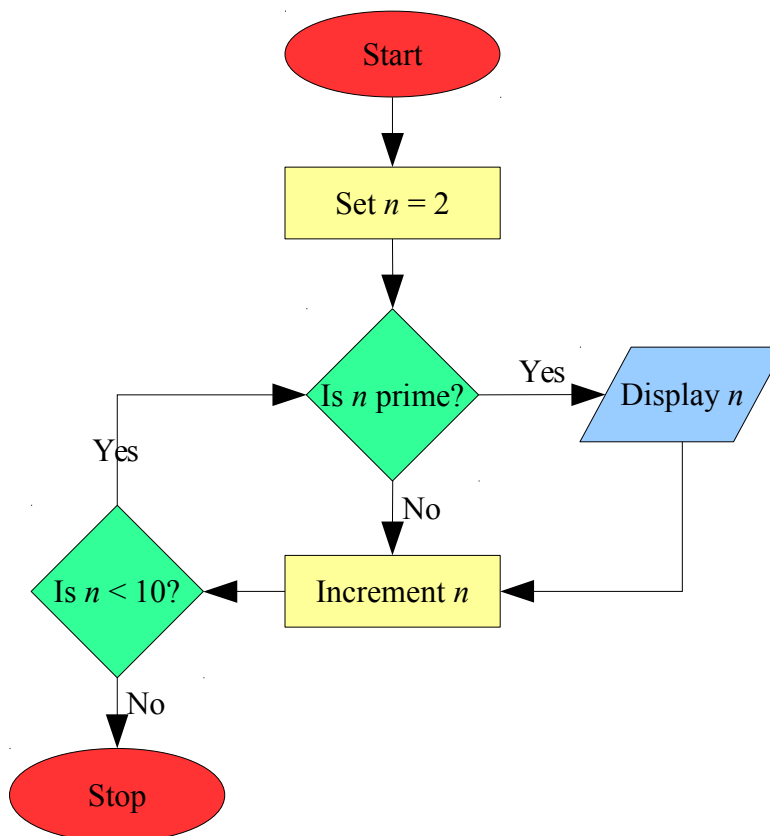 Start
Set n = 2
Is n prime?
Yes
Display n
Yes
No
Is n < 10?
Increment n
No
Stop